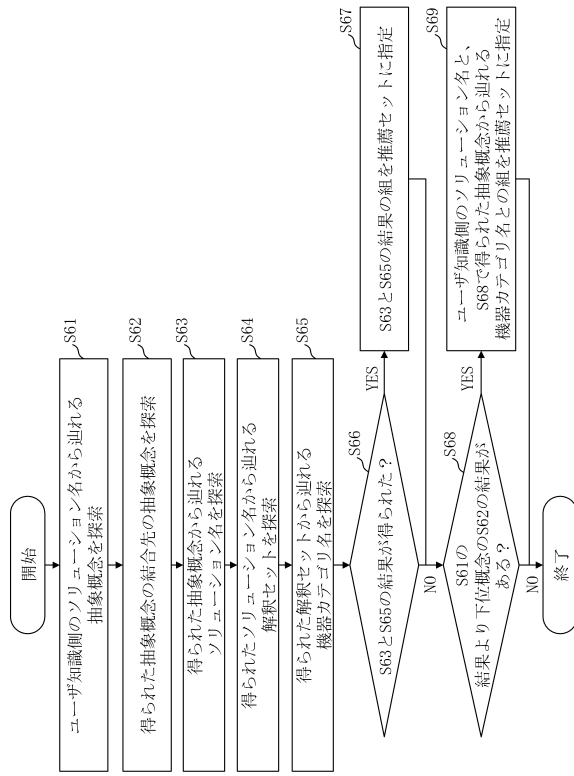 開始
S61
ユーザ知識側のソリューション名から辿れる
抽象概念を探索
S62
得られた抽象概念の結合先の抽象概念を探索
S63
得られた抽象概念から辿れる
ソリューション名を探索
S64
得られたソリューション名から辿れる
解釈セットを探索
S65
得られた解釈セットから辿れる
機器カテゴリ名を探索
S66
S63とS65の結果が得られた？
YES
S67
S63とS65の結果の組を推薦セットに指定
NO
S68
S61の
結果より下位概念のS62の結果が
ある？
YES
S69
ユーザ知識側のソリューション名と、
S68で得られた抽象概念から辿れる
機器カテゴリ名との組を推薦セットに指定
NO
終了